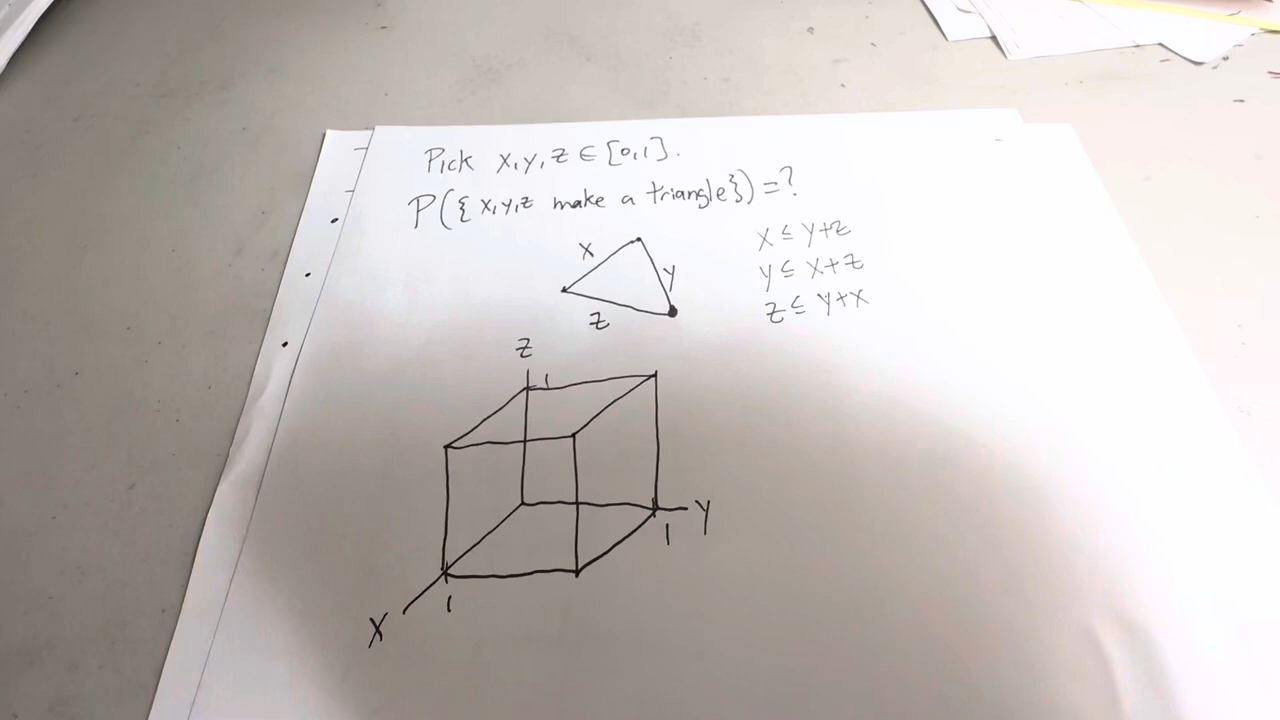 Pick x,y,z ∈ [0,1].
P({x,y,z make a triangle}) = ?
x ≤ y+z
y ≤ x+z
z ≤ y+x
x
y
z
z
1
y
1
x
1